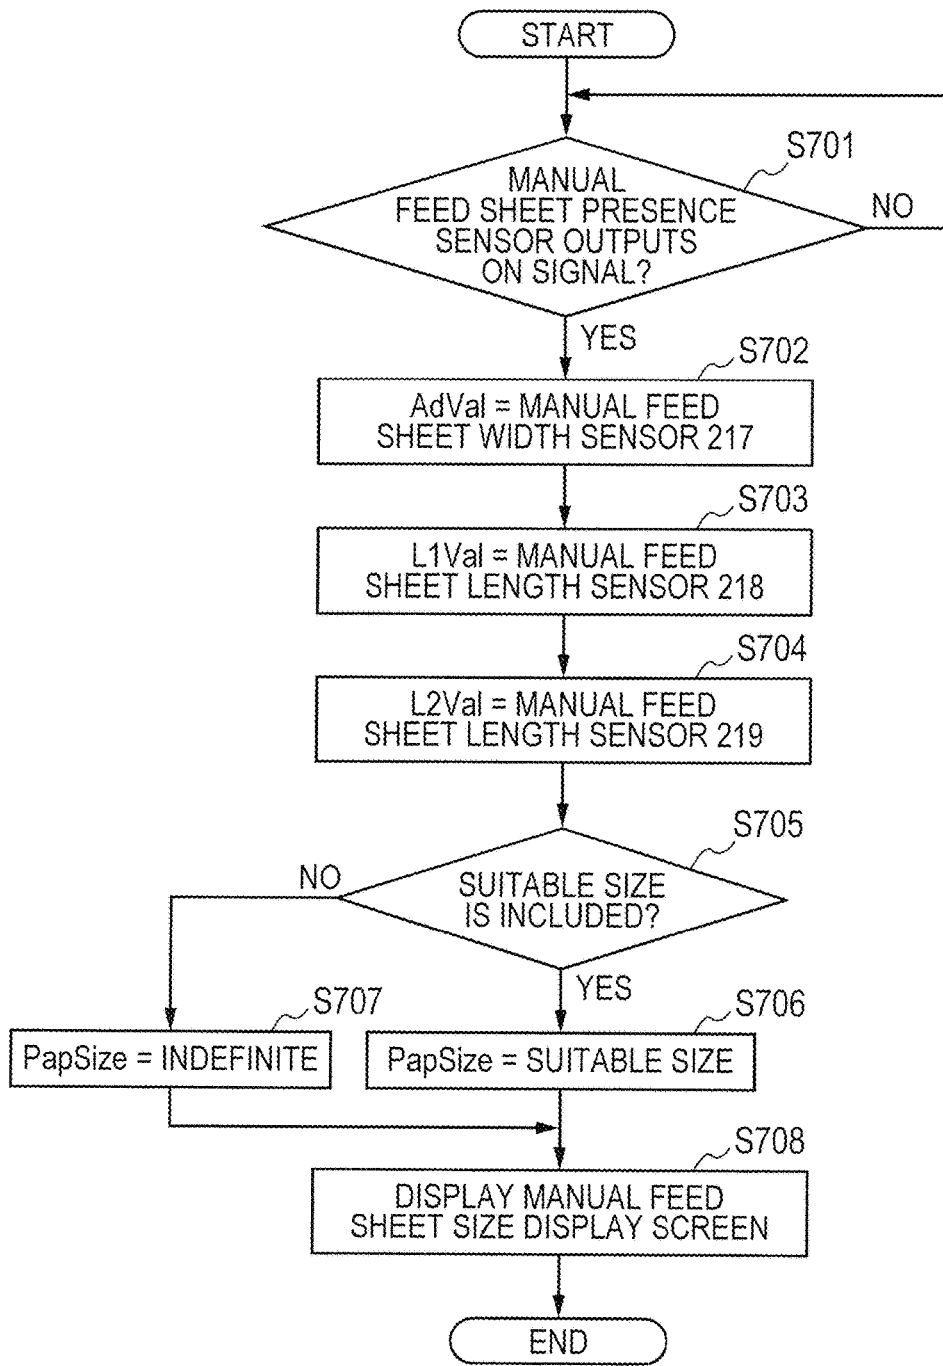 START
S701
MANUAL
FEED SHEET PRESENCE
SENSOR OUTPUTS
ON SIGNAL?
NO
YES
S702
AdVal = MANUAL FEED
SHEET WIDTH SENSOR 217
S703
L1Val = MANUAL FEED
SHEET LENGTH SENSOR 218
S704
L2Val = MANUAL FEED
SHEET LENGTH SENSOR 219
S705
NO
SUITABLE SIZE
IS INCLUDED?
YES
S707
S706
PapSize = INDEFINITE
PapSize = SUITABLE SIZE
S708
DISPLAY MANUAL FEED
SHEET SIZE DISPLAY SCREEN
END